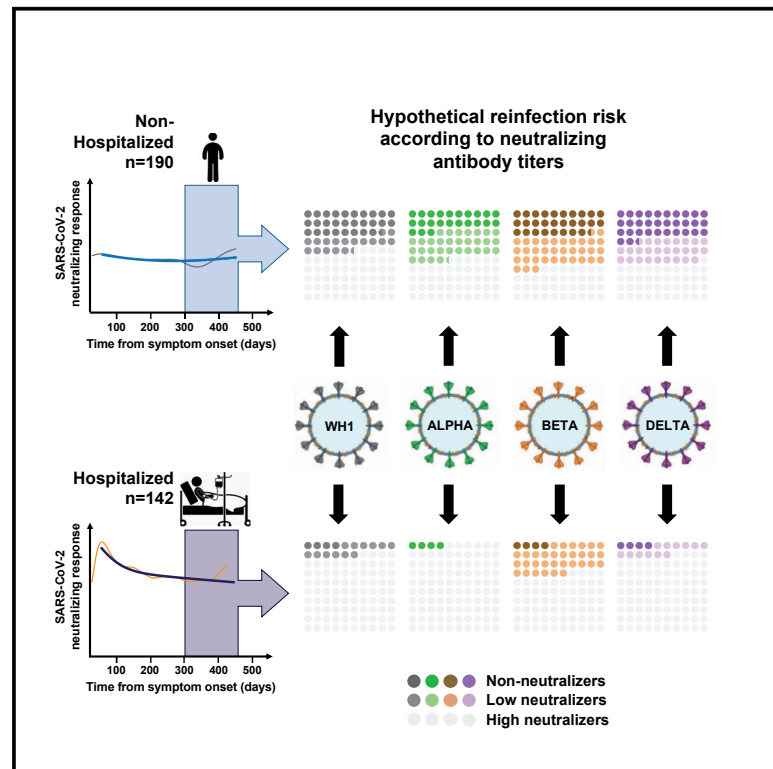 Non-
Hospitalized
n=190
Hypothetical reinfection risk
according to neutralizing
antibody titers
SARS-CoV-2
neutralizing response
100 200 300 400 500
Time from symptom onset (days)
WH1
ALPHA
BETA
DELTA
Hospitalized
n=142
SARS-CoV-2
neutralizing response
100 200 300 400 500
Time from symptom onset (days)
Non-neutralizers
Low neutralizers
High neutralizers